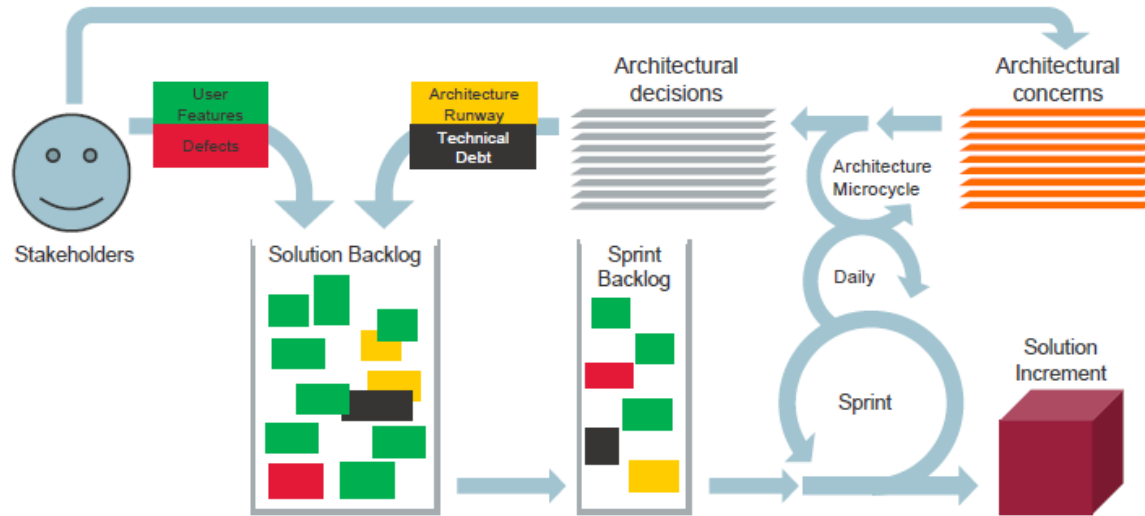 Architectural
decisions
Architectural
concerns
User
Features
Defects
Architecture
Runway
Technical
Debt
Architecture
Microcycle
Stakeholders
Solution Backlog
Sprint
Backlog
Daily
Sprint
Solution
Increment